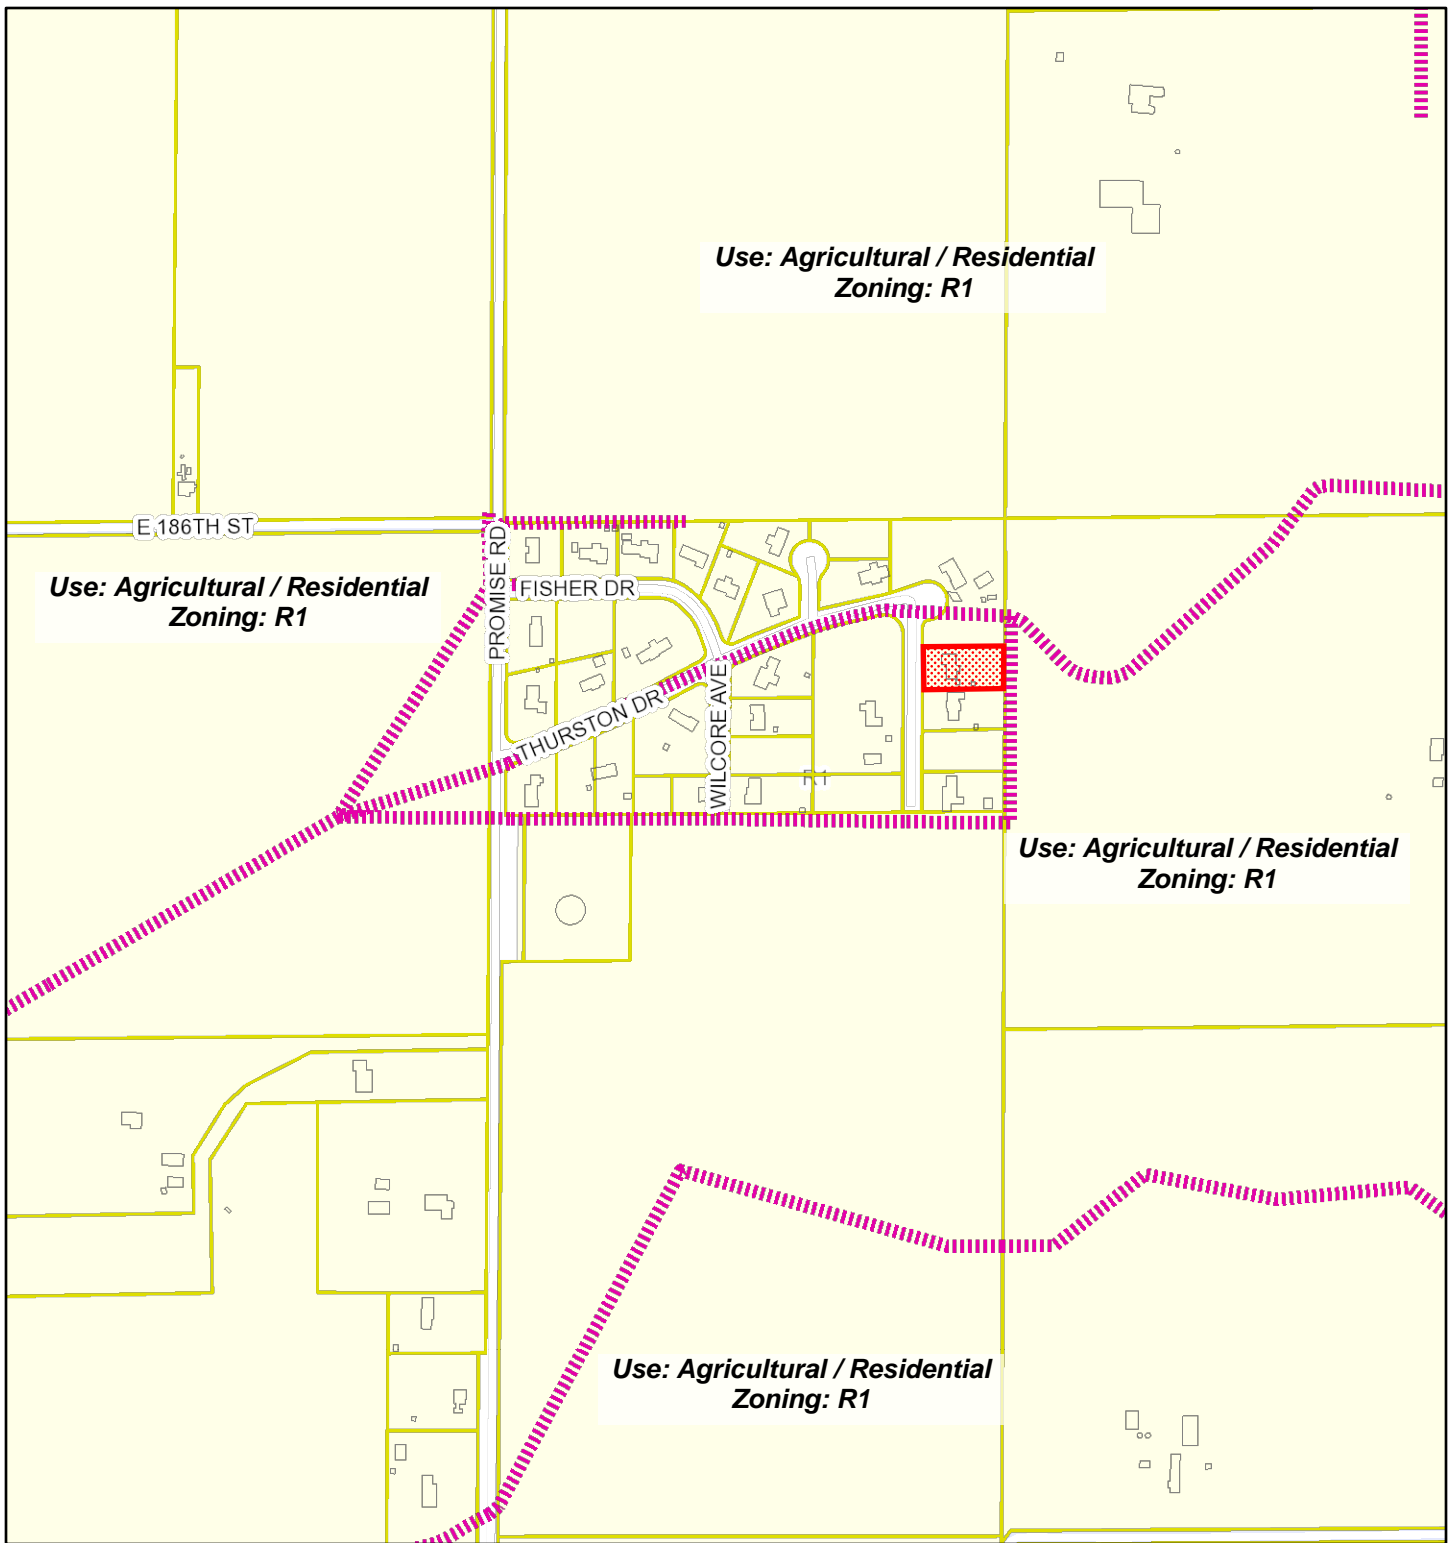 Use: Agricultural / Residential
Zoning: R1
E 186TH ST
PROMISE RD
Use: Agricultural / Residential
Zoning: R1
FISHER DR
THURSTON DR
WILCORE AVE
R1
Use: Agricultural / Residential
Zoning: R1
Use: Agricultural / Residential
Zoning: R1